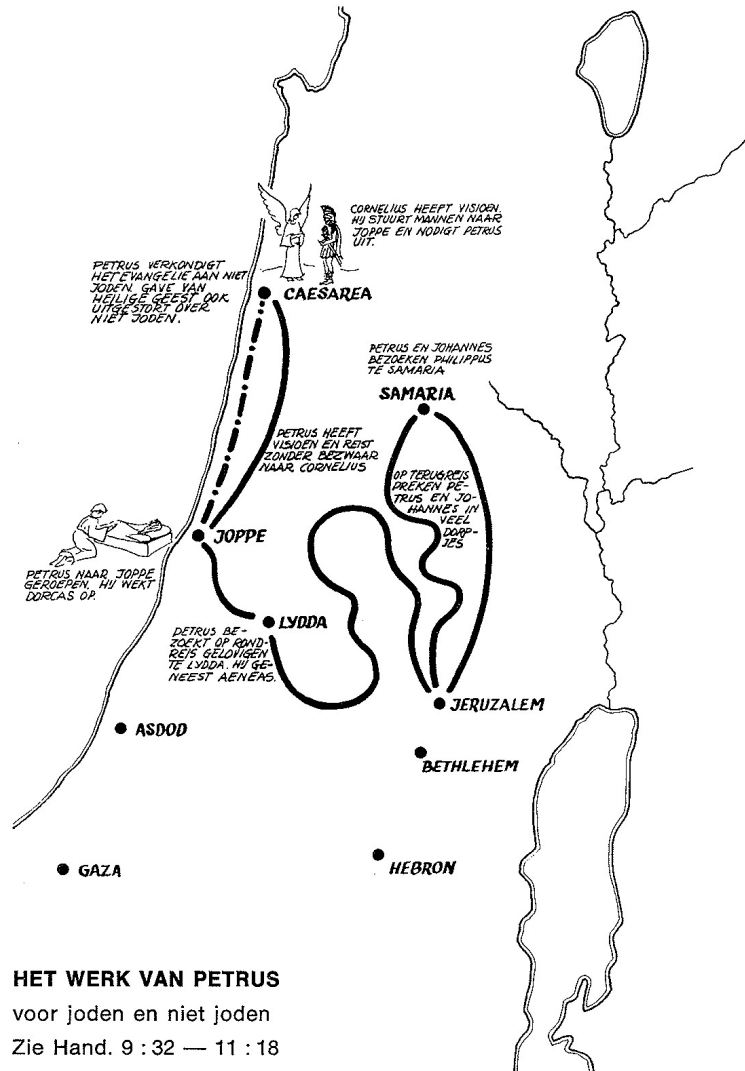 CORNELIUS HEEFT VISIOEN.
HIJ STUURT MANNEN NAAR
JOPPE EN NODIGT PETRUS
UIT.
PETRUS VERKONDIGT
HET EVANGELIE AAN NIET
JODEN. GAVE VAN
HEILIGE GEEST OOK
UITGESTORT OVER
NIET JODEN.
CAESAREA
PETRUS EN JOHANNES
BEZOEKEN PHILIPPUS
TE SAMARIA
SAMARIA
PETRUS HEEFT
VISIOEN EN REIST
ZONDER BEZWAAR
NAAR CORNELIUS
OP TERUGREIS
PREKEN PE-
TRUS EN JO-
HANNES IN
VEEL
DORP-
JES
JOPPE
PETRUS NAAR JOPPE
GEROEPEN. HIJ WEKT
DORCAS OP.
LYDDA
PETRUS BE-
ZOEKT OP ROND-
REIS GELOVIGEN
TE LYDDA. HIJ GE-
NEEST AENEAS.
JERUZALEM
ASDOD
BETHLEHEM
GAZA
HEBRON
HET WERK VAN PETRUS
voor joden en niet joden
Zie Hand. 9 : 32 — 11 : 18